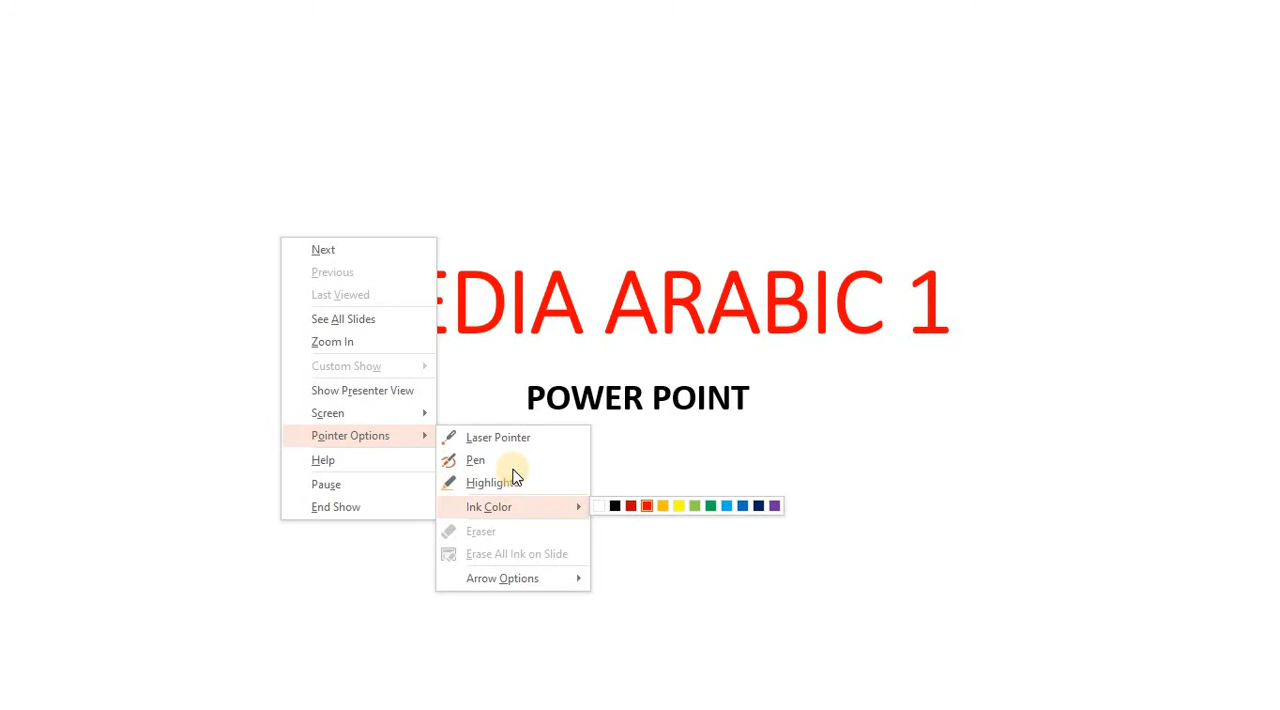 Next
Previous
Last Viewed
See All Slides
Zoom In
Custom Show
Show Presenter View
Screen
Pointer Options
Help
Pause
End Show
EDIA ARABIC 1
POWER POINT
Laser Pointer
Pen
Highlight
Ink Color
Eraser
Erase All Ink on Slide
Arrow Options